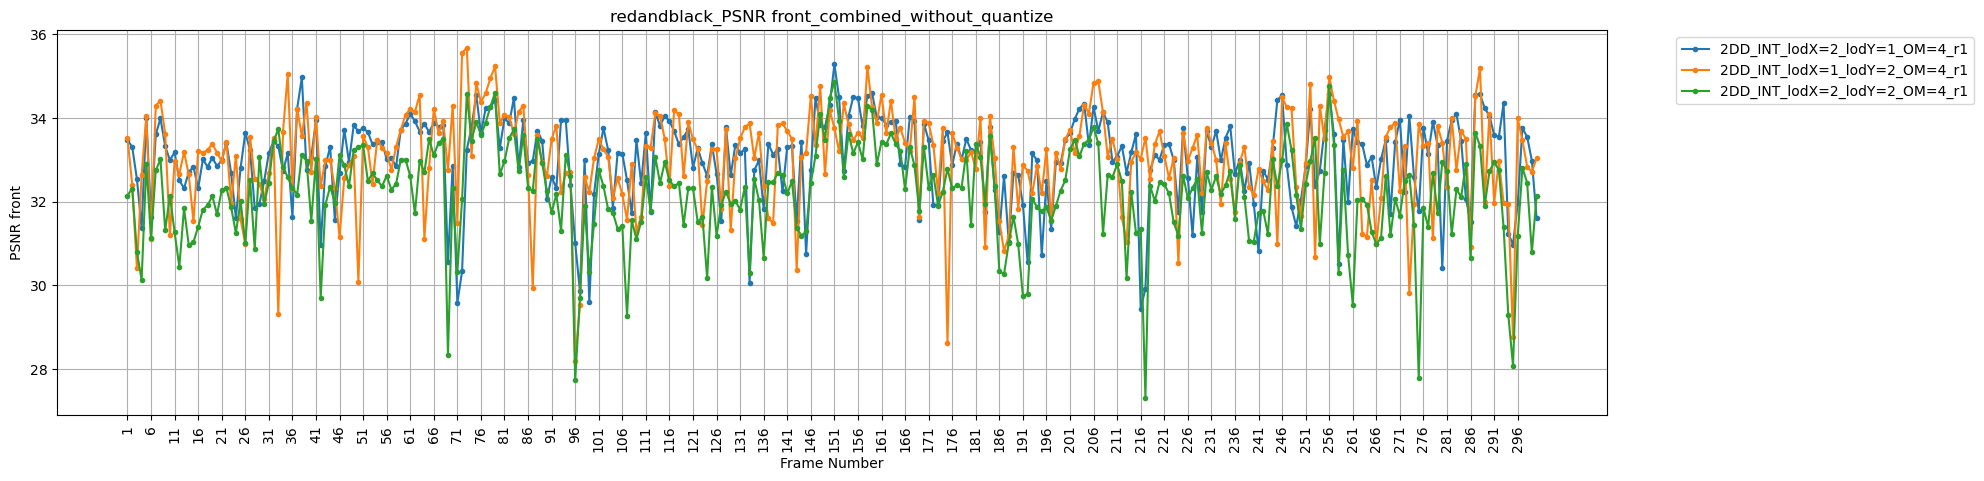 redandblack_PSNR front_combined_without_quantize
36
34
32
30
28
PSNR front
1 6 11 16 21 26 31 36 41 46 51 56 61 66 71 76 81 86 91 96 101 106 111 116 121 126 131 136 141 146 151 156 161 166 171 176 181 186 191 196 201 206 211 216 221 226 231 236 241 246 251 256 261 266 271 276 281 286 291 296
Frame Number
2DD_INT_lodX=2_lodY=1_OM=4_r1
2DD_INT_lodX=1_lodY=2_OM=4_r1
2DD_INT_lodX=2_lodY=2_OM=4_r1